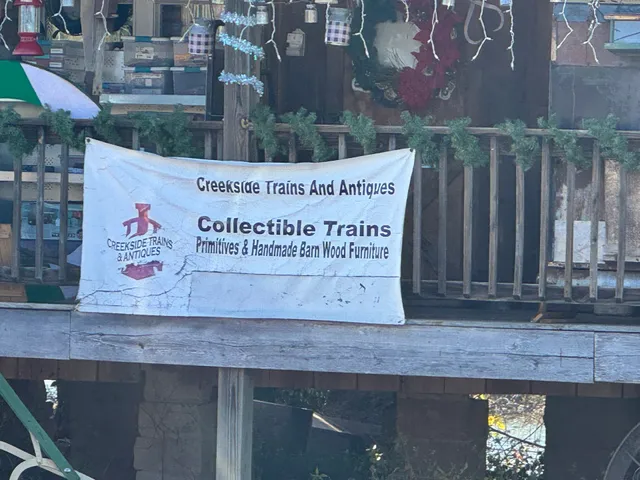 Creekside Trains And Antiques
Collectible Trains
Primitives & Handmade Barn Wood Furniture
CREEKSIDE TRAINS
& ANTIQUES